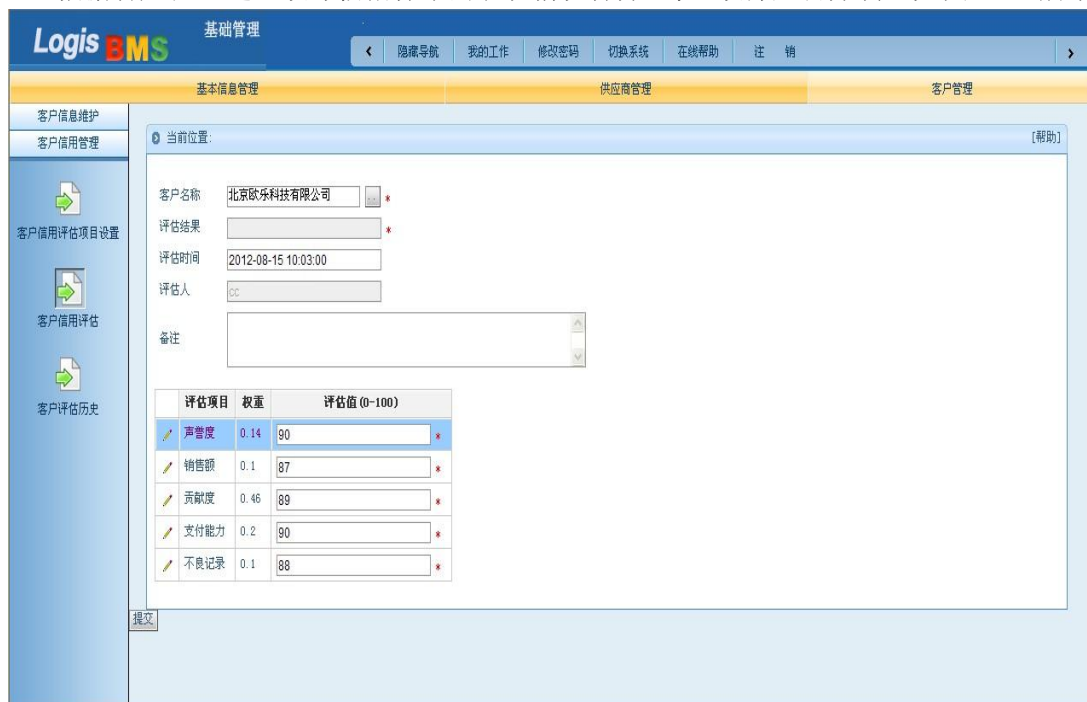 基础管理
Logis BMS
隐藏导航 我的工作 修改密码 切换系统 在线帮助 注 销
基本信息管理 供应商管理 客户管理
客户信息维护
客户信用管理
当前位置: [帮助]
客户名称 北京欧乐科技有限公司 .. *
评估结果 *
客户信用评估项目设置
评估时间 2012-08-15 10:03:00
评估人 cc
客户信用评估
备注
客户评估历史
评估项目 权重 评估值(0-100)
声誉度 0.14 90 *
销售额 0.1 87 *
贡献度 0.46 89 *
支付能力 0.2 90 *
不良记录 0.1 88 *
提交